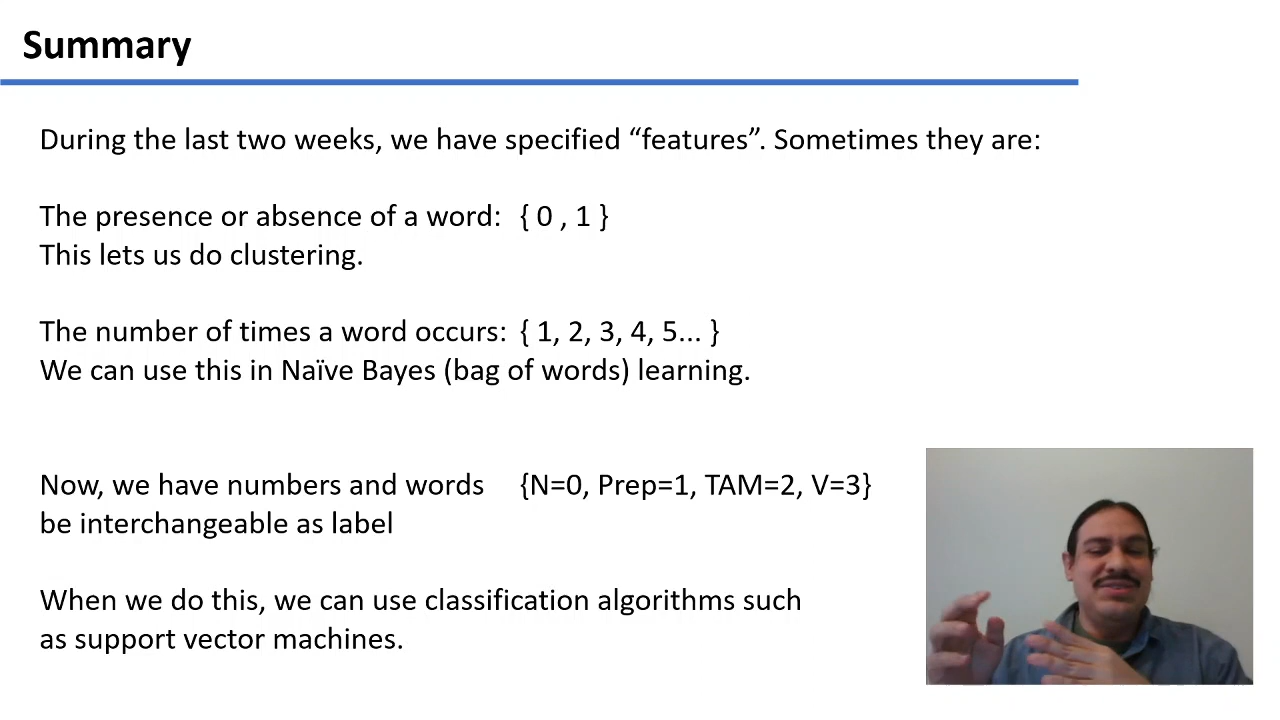 Summary
During the last two weeks, we have specified “features”. Sometimes they are:
The presence or absence of a word: { 0 , 1 }
This lets us do clustering.
The number of times a word occurs: { 1, 2, 3, 4, 5... }
We can use this in Naïve Bayes (bag of words) learning.
Now, we have numbers and words {N=0, Prep=1, TAM=2, V=3}
be interchangeable as label
When we do this, we can use classification algorithms such
as support vector machines.